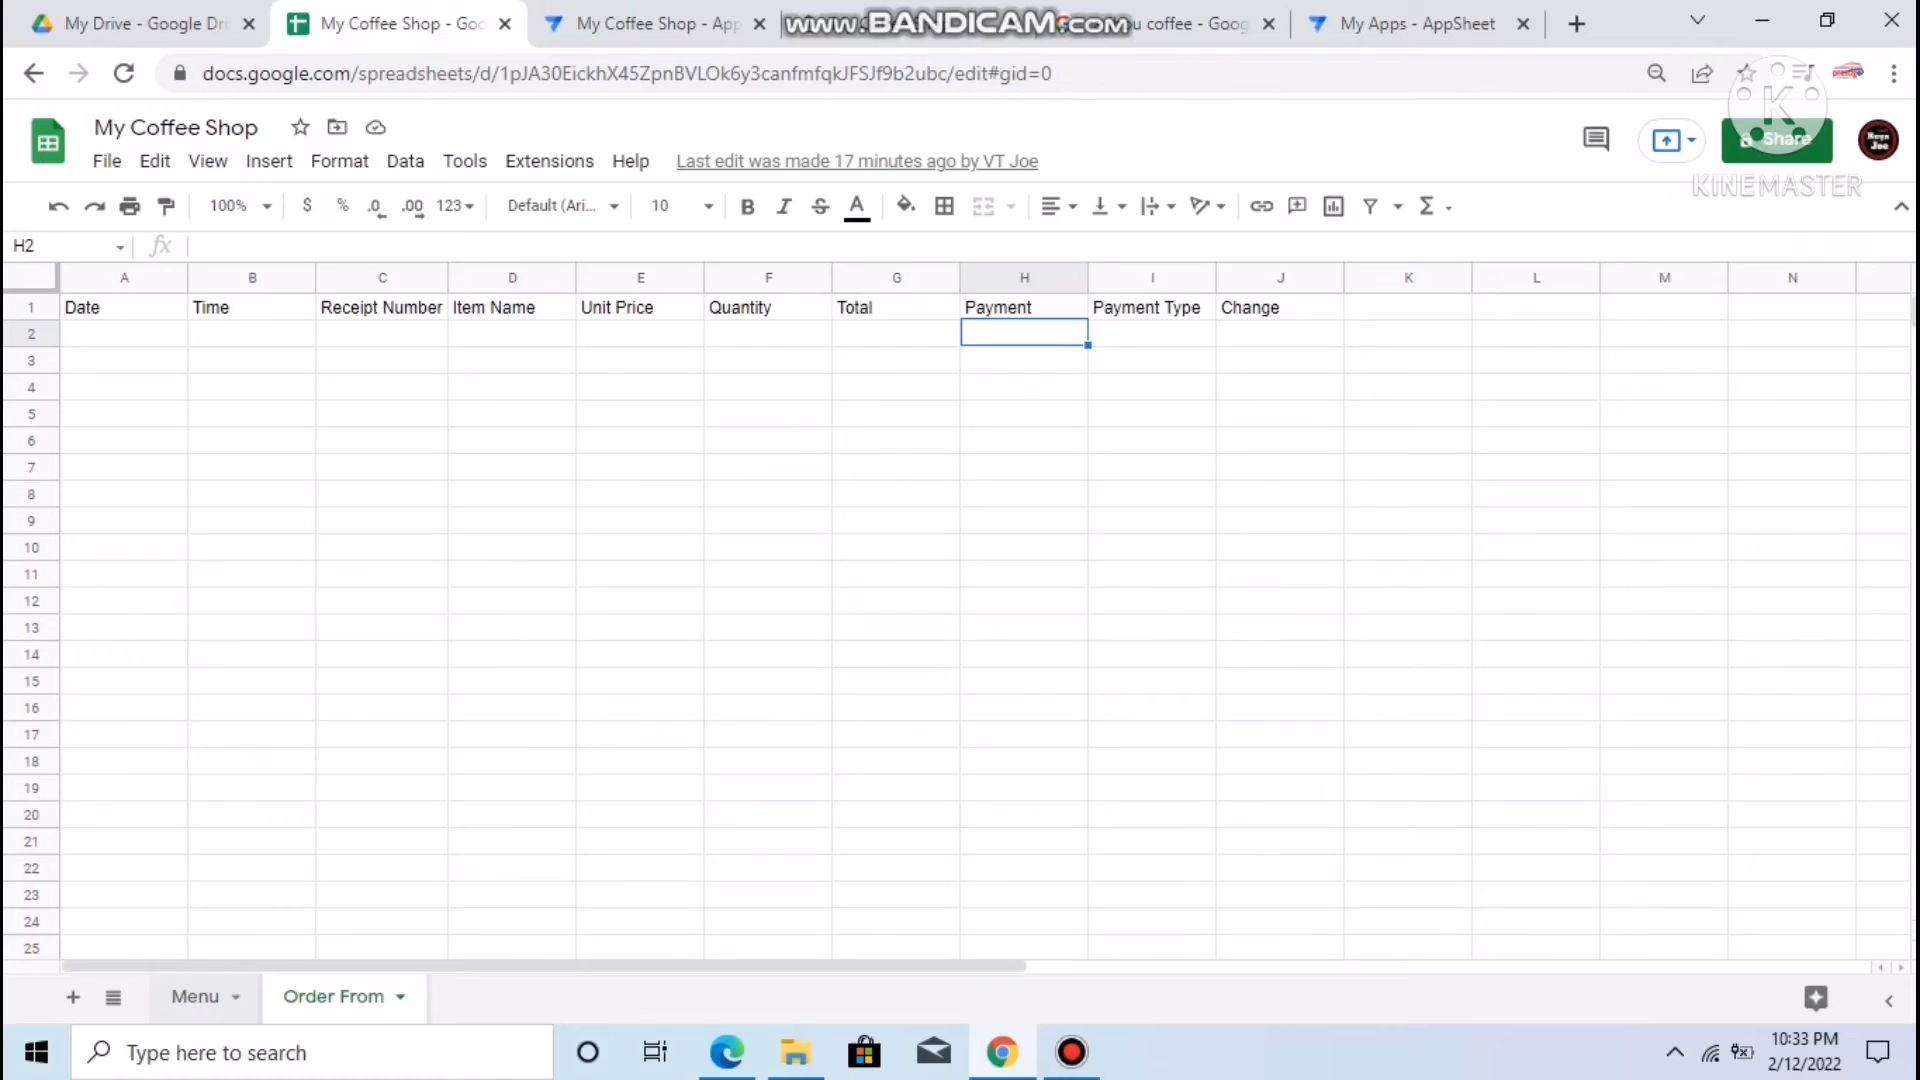 My Drive - Google Dri
My Coffee Shop - Goo
My Coffee Shop - App
www.BANDICAM.com
ou coffee - Goog
My Apps - AppSheet
docs.google.com/spreadsheets/d/1pJA30EickhX45ZpnBVLOk6y3canfmfqkJFSJf9b2ubc/edit#gid=0
My Coffee Shop
Share
K
File Edit View Insert Format Data Tools Extensions Help Last edit was made 17 minutes ago by VT Joe
KINEMASTER
100% $ % .0 .00 123 Default (Ari... 10 B I S A Σ
H2 fx
A B C D E F G H I J K L M N
1 Date Time Receipt Number Item Name Unit Price Quantity Total Payment Payment Type Change
2
3
4
5
6
7
8
9
10
11
12
13
14
15
16
17
18
19
20
21
22
23
24
25
Menu Order From
Type here to search
10:33 PM
2/12/2022